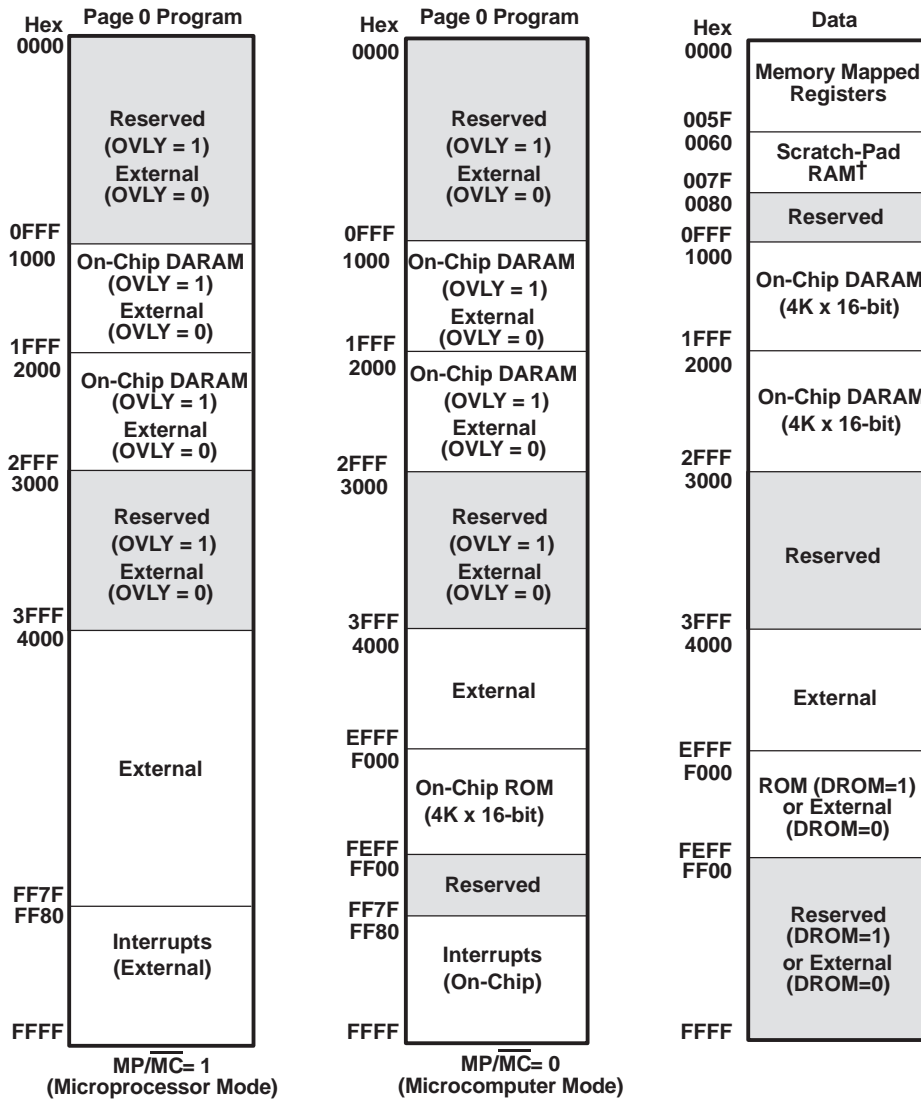 Hex
Page 0 Program
0000
Reserved
(OVLY = 1)
External
(OVLY = 0)
0FFF
1000
On-Chip DARAM
(OVLY = 1)
External
(OVLY = 0)
1FFF
2000
On-Chip DARAM
(OVLY = 1)
External
(OVLY = 0)
2FFF
3000
Reserved
(OVLY = 1)
External
(OVLY = 0)
3FFF
4000
External
FF7F
FF80
Interrupts
(External)
FFFF
MP/M̅C̅= 1
(Microprocessor Mode)
Hex
Page 0 Program
0000
Reserved
(OVLY = 1)
External
(OVLY = 0)
0FFF
1000
On-Chip DARAM
(OVLY = 1)
External
(OVLY = 0)
1FFF
2000
On-Chip DARAM
(OVLY = 1)
External
(OVLY = 0)
2FFF
3000
Reserved
(OVLY = 1)
External
(OVLY = 0)
3FFF
4000
External
EFFF
F000
On-Chip ROM
(4K x 16-bit)
FEFF
FF00
Reserved
FF7F
FF80
Interrupts
(On-Chip)
FFFF
MP/M̅C̅= 0
(Microcomputer Mode)
Hex
Data
0000
Memory Mapped
Registers
005F
0060
Scratch-Pad
RAM†
007F
0080
Reserved
0FFF
1000
On-Chip DARAM
(4K x 16-bit)
1FFF
2000
On-Chip DARAM
(4K x 16-bit)
2FFF
3000
Reserved
3FFF
4000
External
EFFF
F000
ROM (DROM=1)
or External
(DROM=0)
FEFF
FF00
Reserved
(DROM=1)
or External
(DROM=0)
FFFF